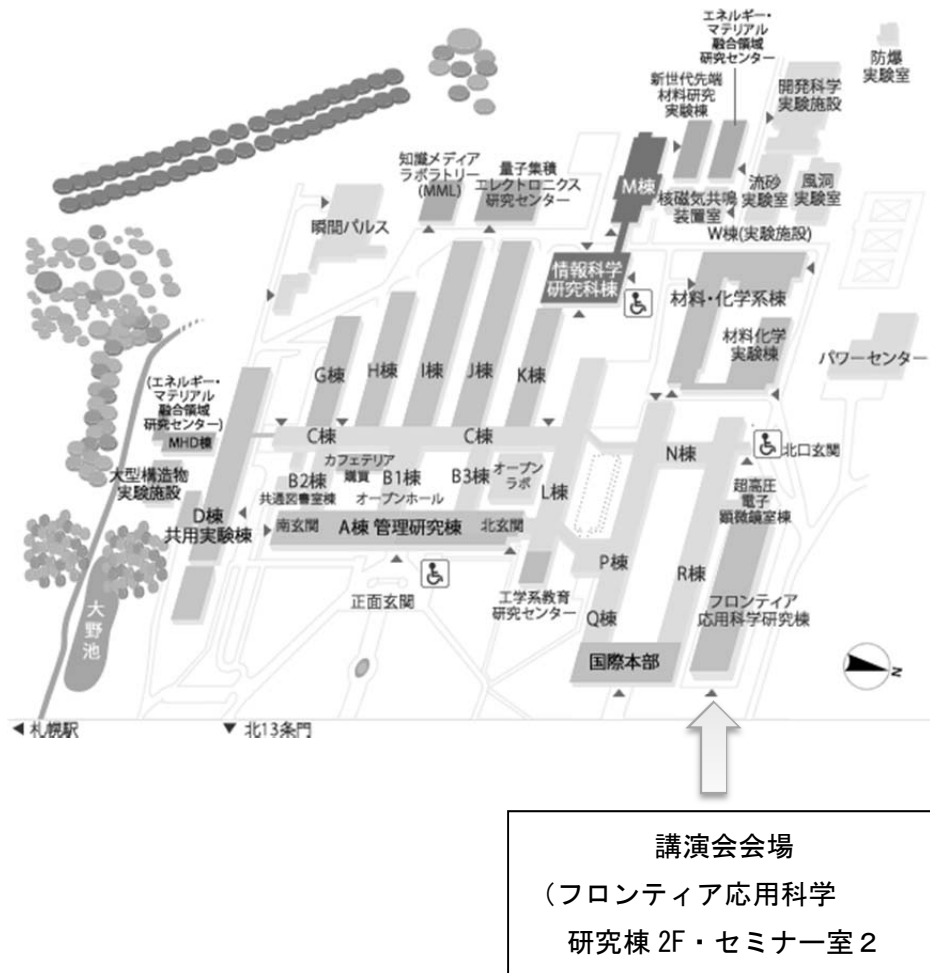 エネルギー・
マテリアル
融合領域
研究センター
防爆
実験室
新世代先端
材料研究
実験棟
開発科学
実験施設
知識メディア
ラボラトリー
(MML)
量子集積
エレクトロニクス
研究センター
M棟
核磁気共鳴
装置室
流砂
実験室
風洞
実験室
W棟(実験施設)
瞬間パルス
情報科学
研究科棟
材料・化学系棟
材料化学
実験棟
パワーセンター
(エネルギー・
マテリアル
融合領域
研究センター)
MHD棟
G棟
H棟
I棟
J棟
K棟
C棟
C棟
N棟
北口玄関
大型構造物
実験施設
B2棟
共通図書室棟
カフェテリア
購買
B1棟
オープンホール
B3棟
オープン
ラボ
L棟
超高圧
電子
顕微鏡室棟
D棟
共用実験棟
南玄関
A棟 管理研究棟
北玄関
P棟
R棟
正面玄関
工学系教育
研究センター
Q棟
フロンティア
応用科学研究棟
大野池
国際本部
N
◀ 札幌駅
▼ 北13条門
講演会会場
(フロンティア応用科学
研究棟 2F・セミナー室2